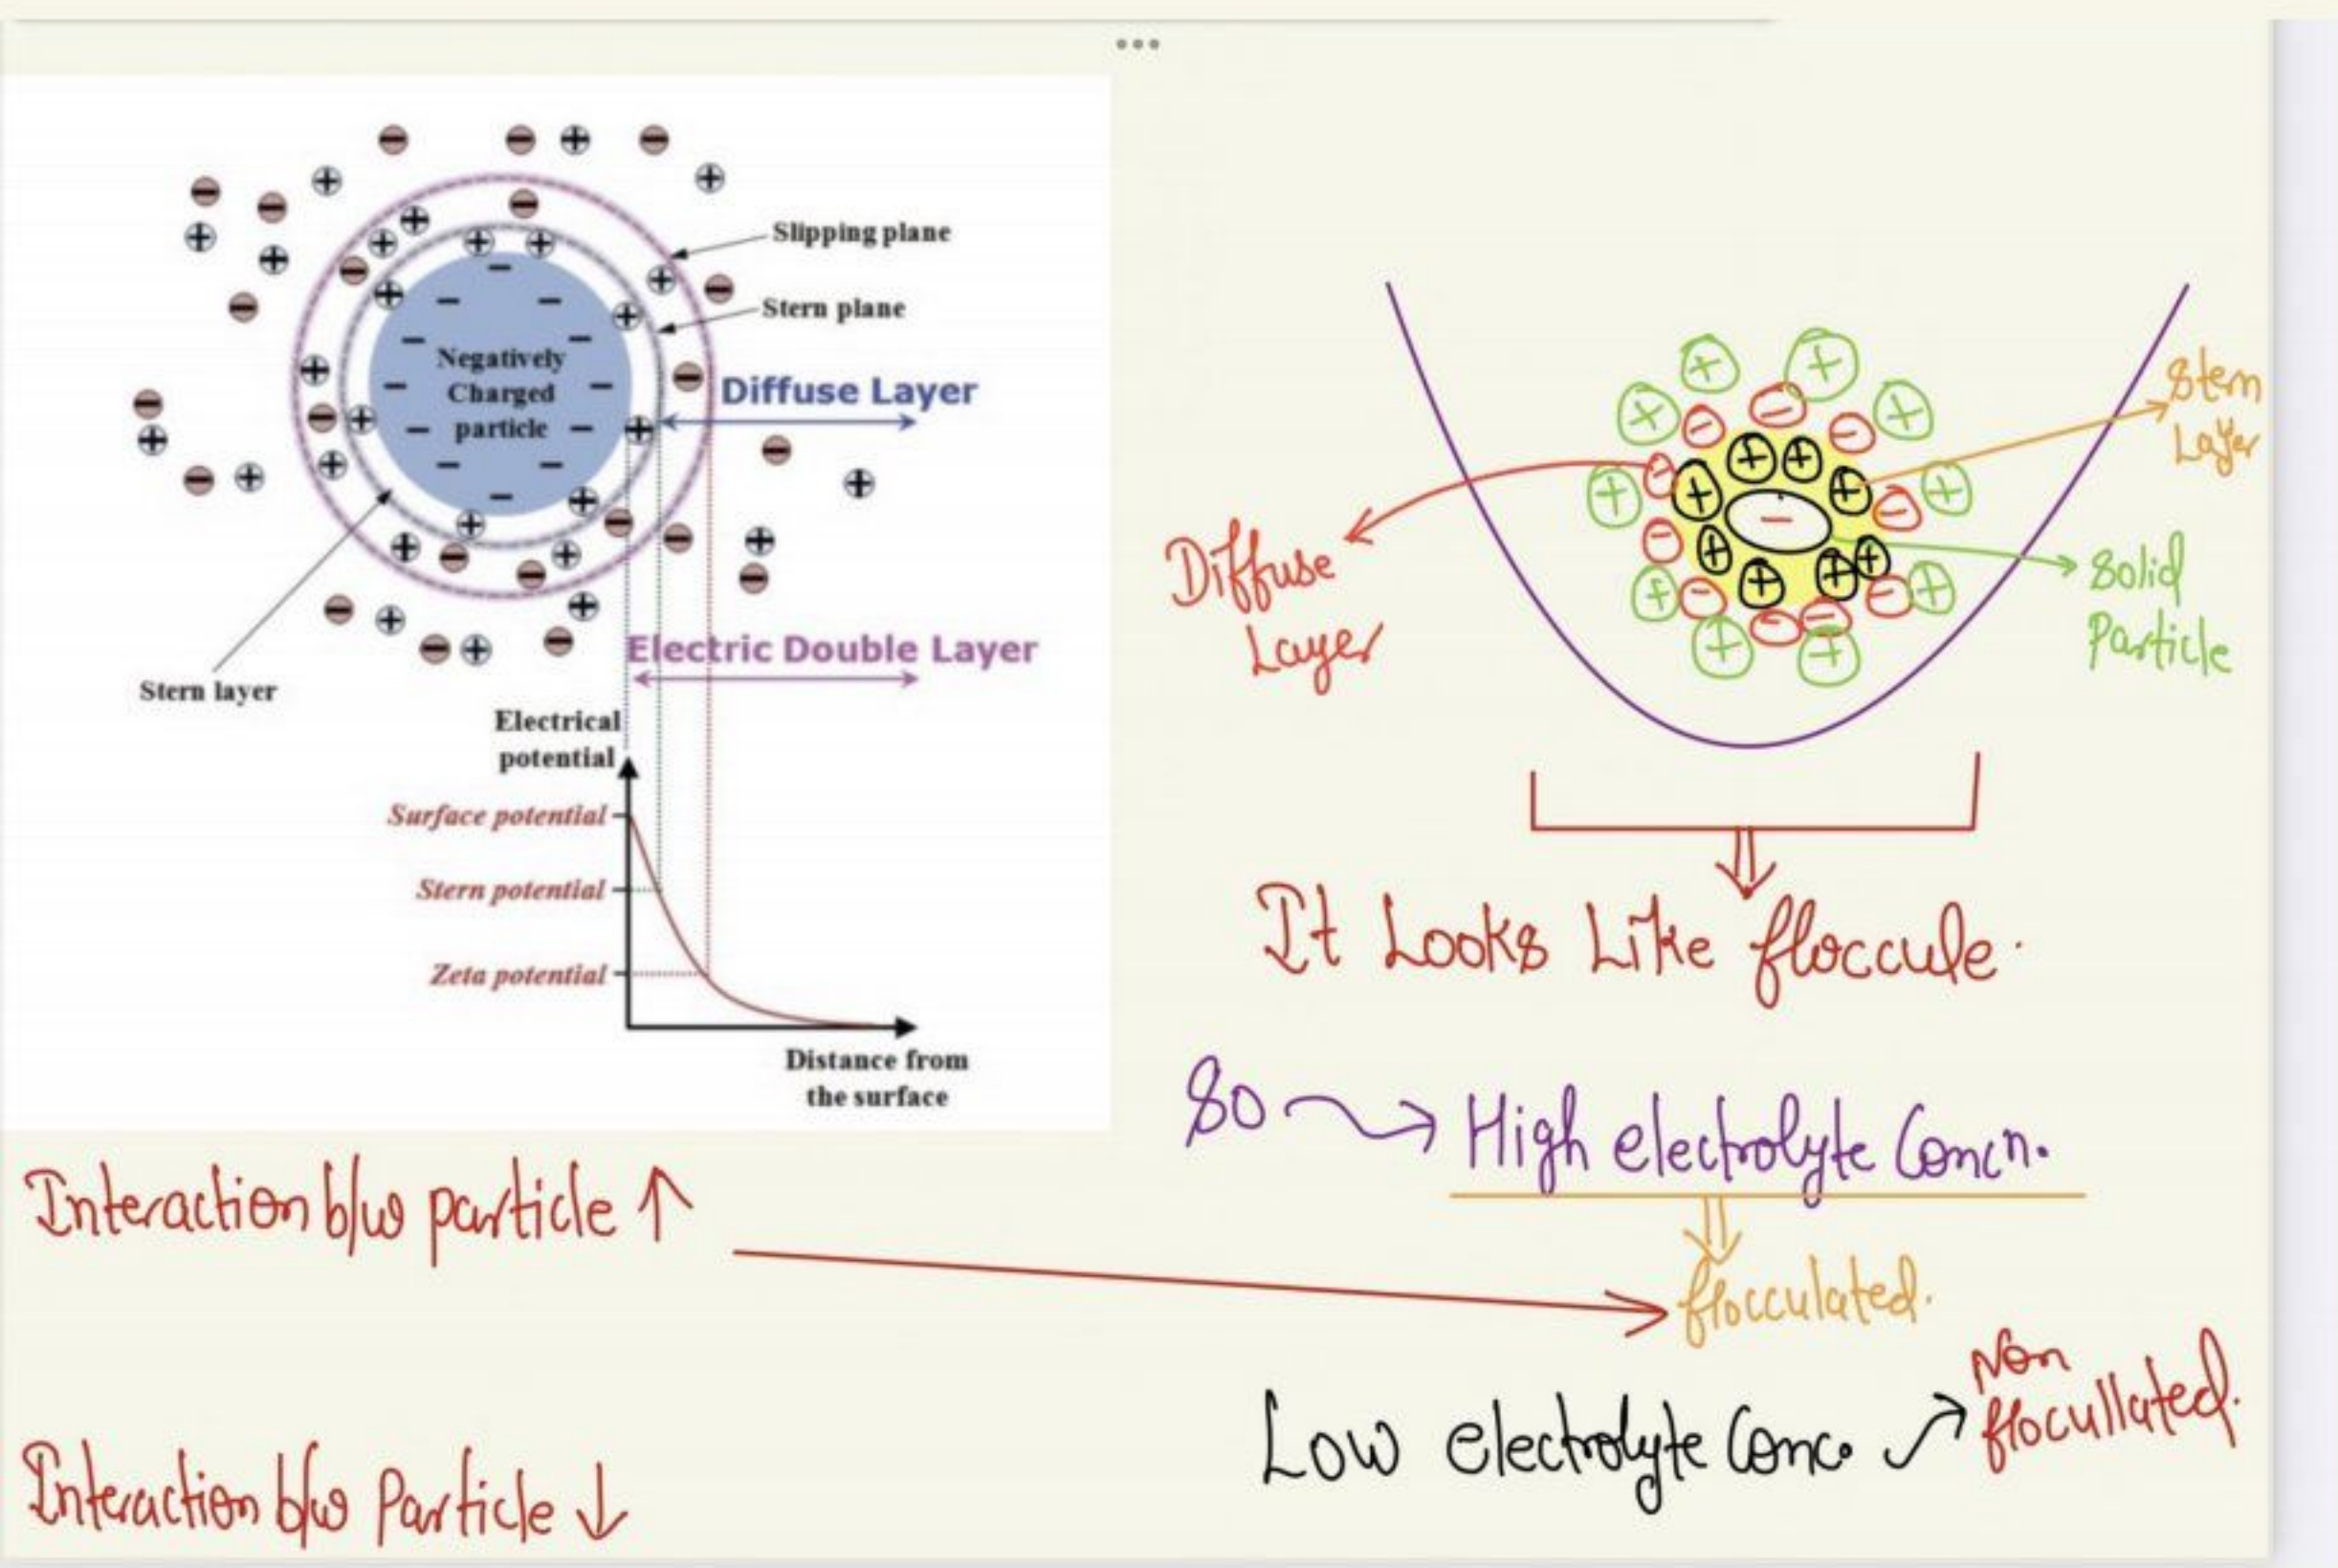 Slipping plane
Stern plane
Negatively
Charged
particle
Diffuse Layer
Electric Double Layer
Stern layer
Electrical
potential
Surface potential
Stern potential
Zeta potential
Distance from
the surface
Stern
Layer
Diffuse
Layer
Solid
Particle
It Looks Like floccule.
So High electrolyte Concn.
Interaction b/w particle ↑
flocculated.
Low electrolyte Conc.
Non
flocullated.
Interaction b/w Particle ↓